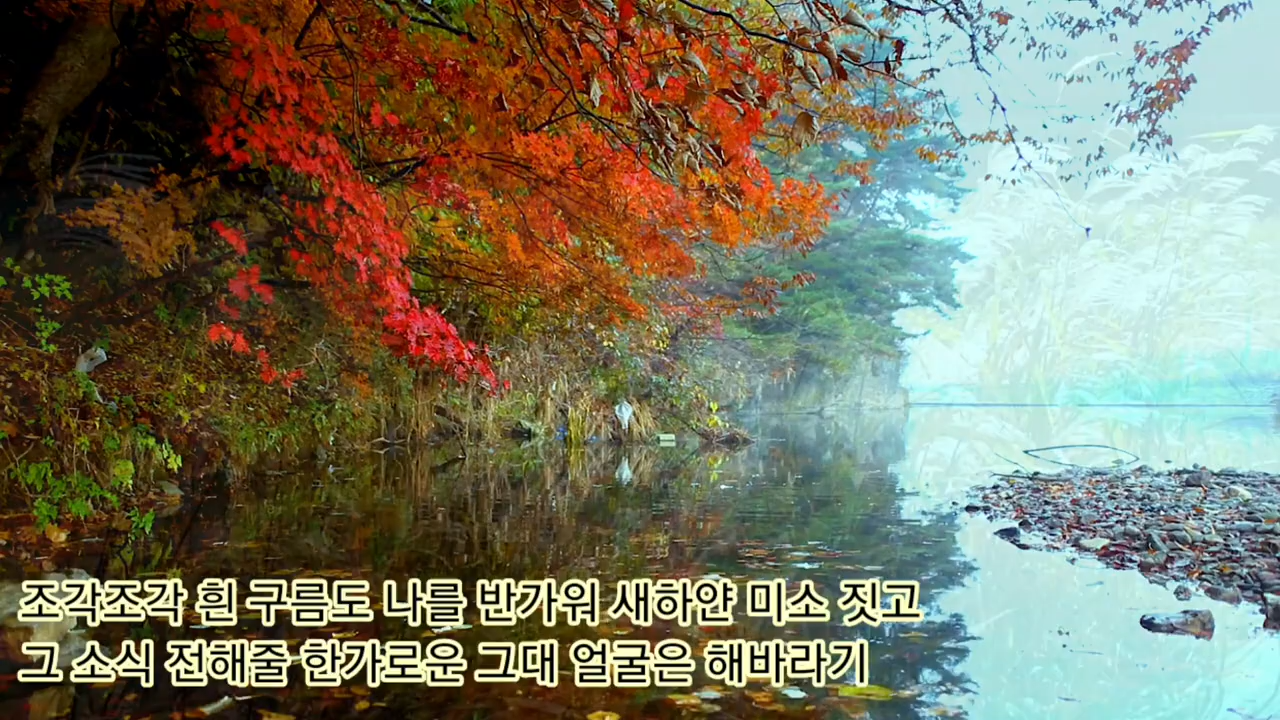 조각조각 흰 구름도 나를 반가워 새하얀 미소 짓고
그 소식 전해줄 한가로운 그대 얼굴은 해바라기